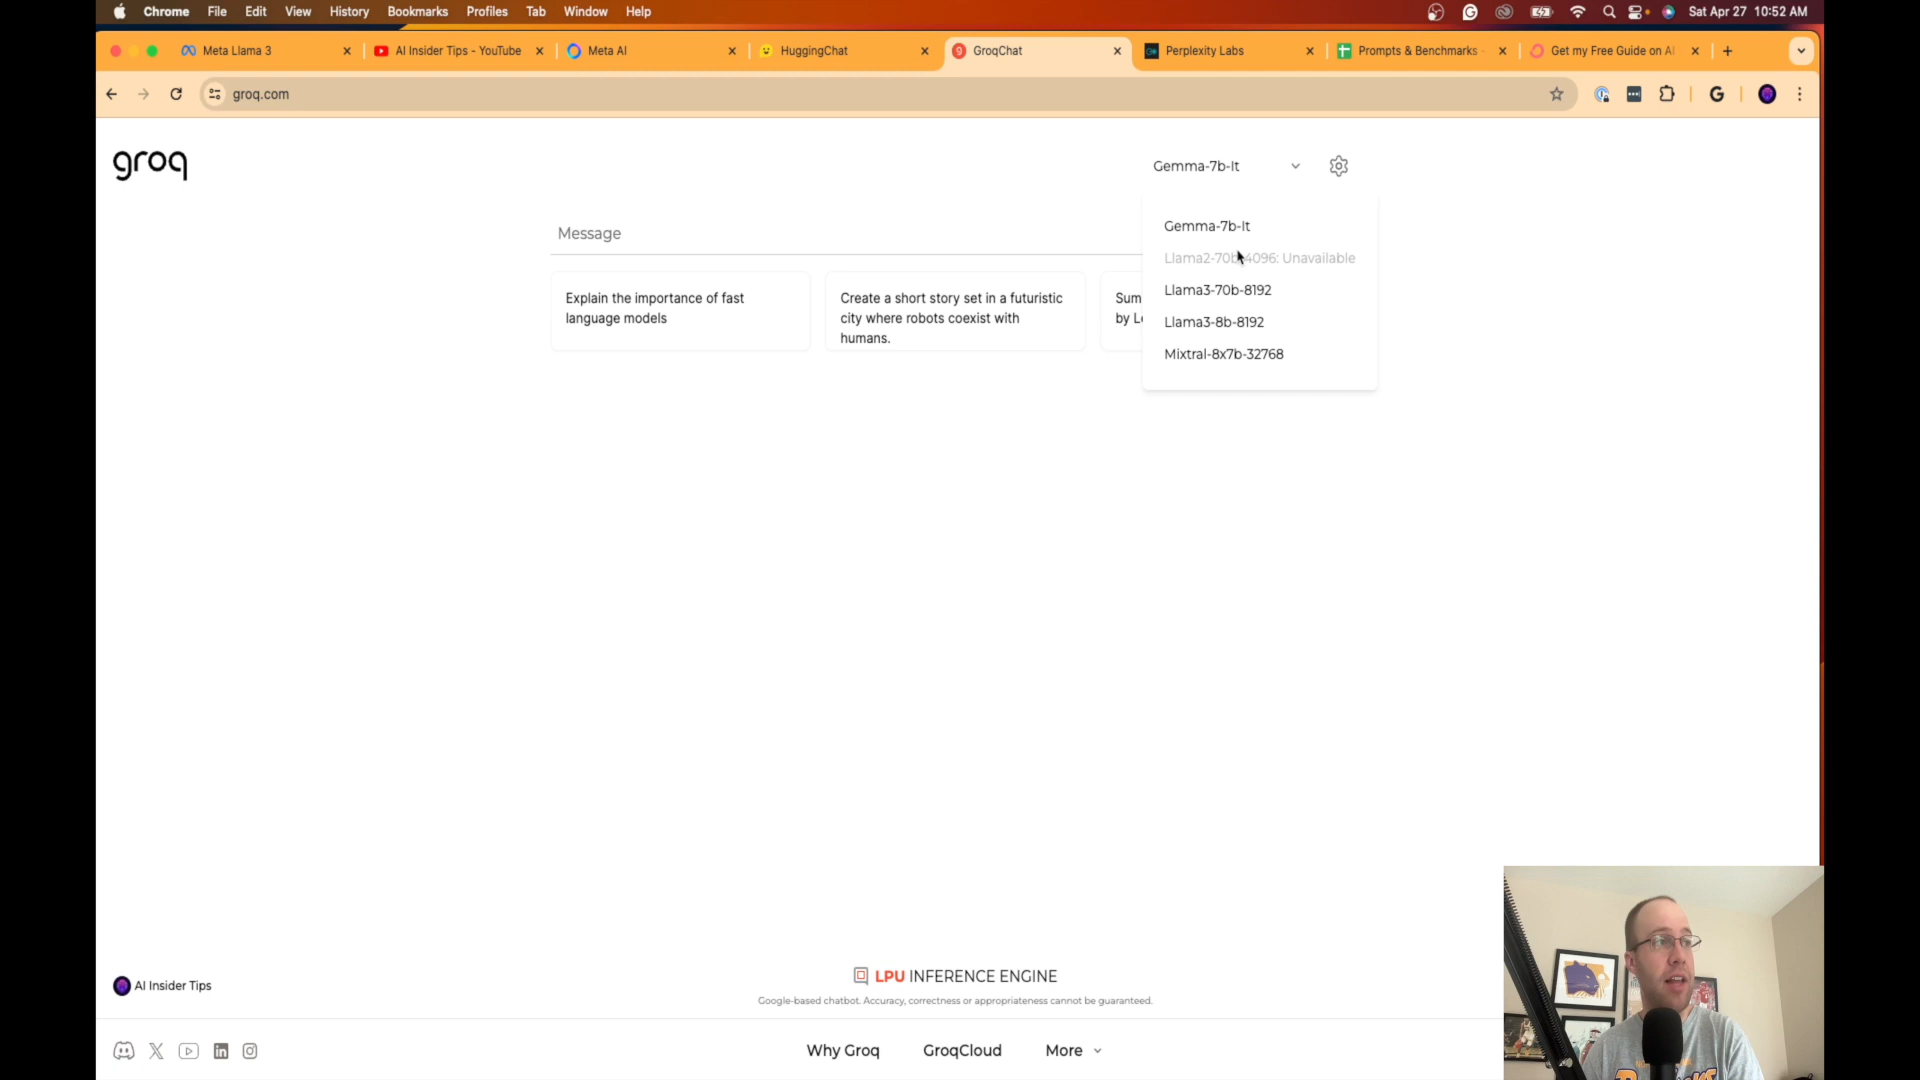 Chrome File Edit View History Bookmarks Profiles Tab Window Help
Sat Apr 27 10:52 AM
Meta Llama 3
AI Insider Tips - YouTube
Meta AI
HuggingChat
GroqChat
Perplexity Labs
Prompts & Benchmarks
Get my Free Guide on AI
groq.com
groq
Gemma-7b-It
Message
Gemma-7b-It
Llama2-70b-4096: Unavailable
Llama3-70b-8192
Llama3-8b-8192
Mixtral-8x7b-32768
Explain the importance of fast
language models
Create a short story set in a futuristic
city where robots coexist with
humans.
Sum
by
AI Insider Tips
LPU INFERENCE ENGINE
Google-based chatbot. Accuracy, correctness or appropriateness cannot be guaranteed.
Why Groq GroqCloud More